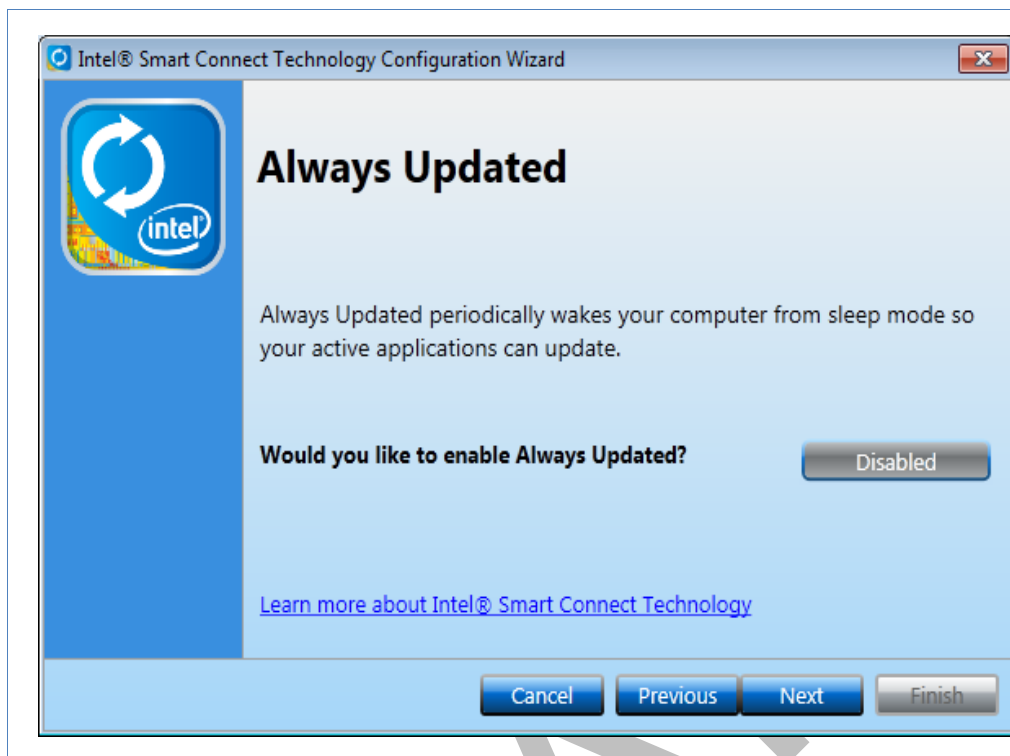 Intel® Smart Connect Technology Configuration Wizard
intel®
Always Updated
Always Updated periodically wakes your computer from sleep mode so
your active applications can update.
Would you like to enable Always Updated?
Disabled
Learn more about Intel® Smart Connect Technology
Cancel
Previous
Next
Finish